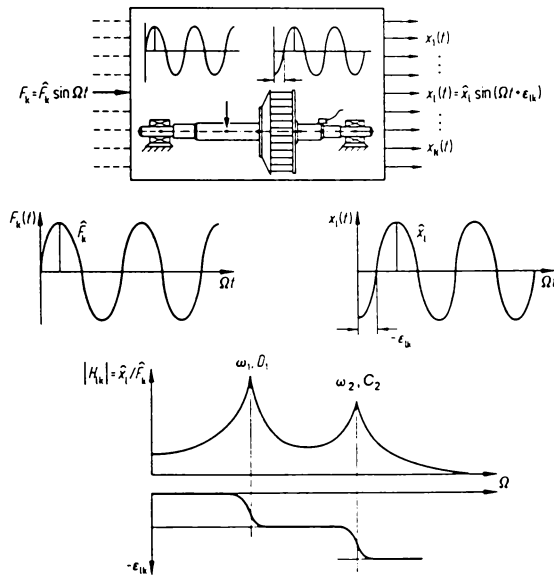 x₁(t)
F_k = F̂_k sin Ωt
x_l(t) = x̂_l sin(Ωt + ε_lk)
x_N(t)
F_k(t)
F̂_k
Ωt
x_l(t)
x̂_l
Ωt
-ε_lk
|H_lk| = x̂_l/F̂_k
ω₁, D₁
ω₂, C₂
Ω
-ε_lk